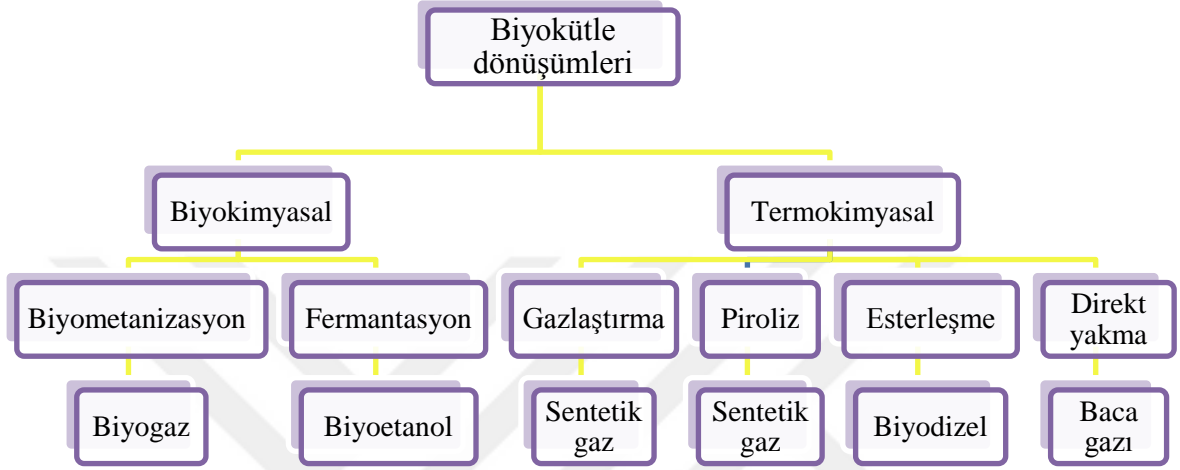 Biyokütle
dönüşümleri
Biyokimyasal
Termokimyasal
Biyometanizasyon
Fermantasyon
Gazlaştırma
Piroliz
Esterleşme
Direkt
yakma
Biyogaz
Biyoetanol
Sentetik
gaz
Sentetik
gaz
Biyodizel
Baca
gazı